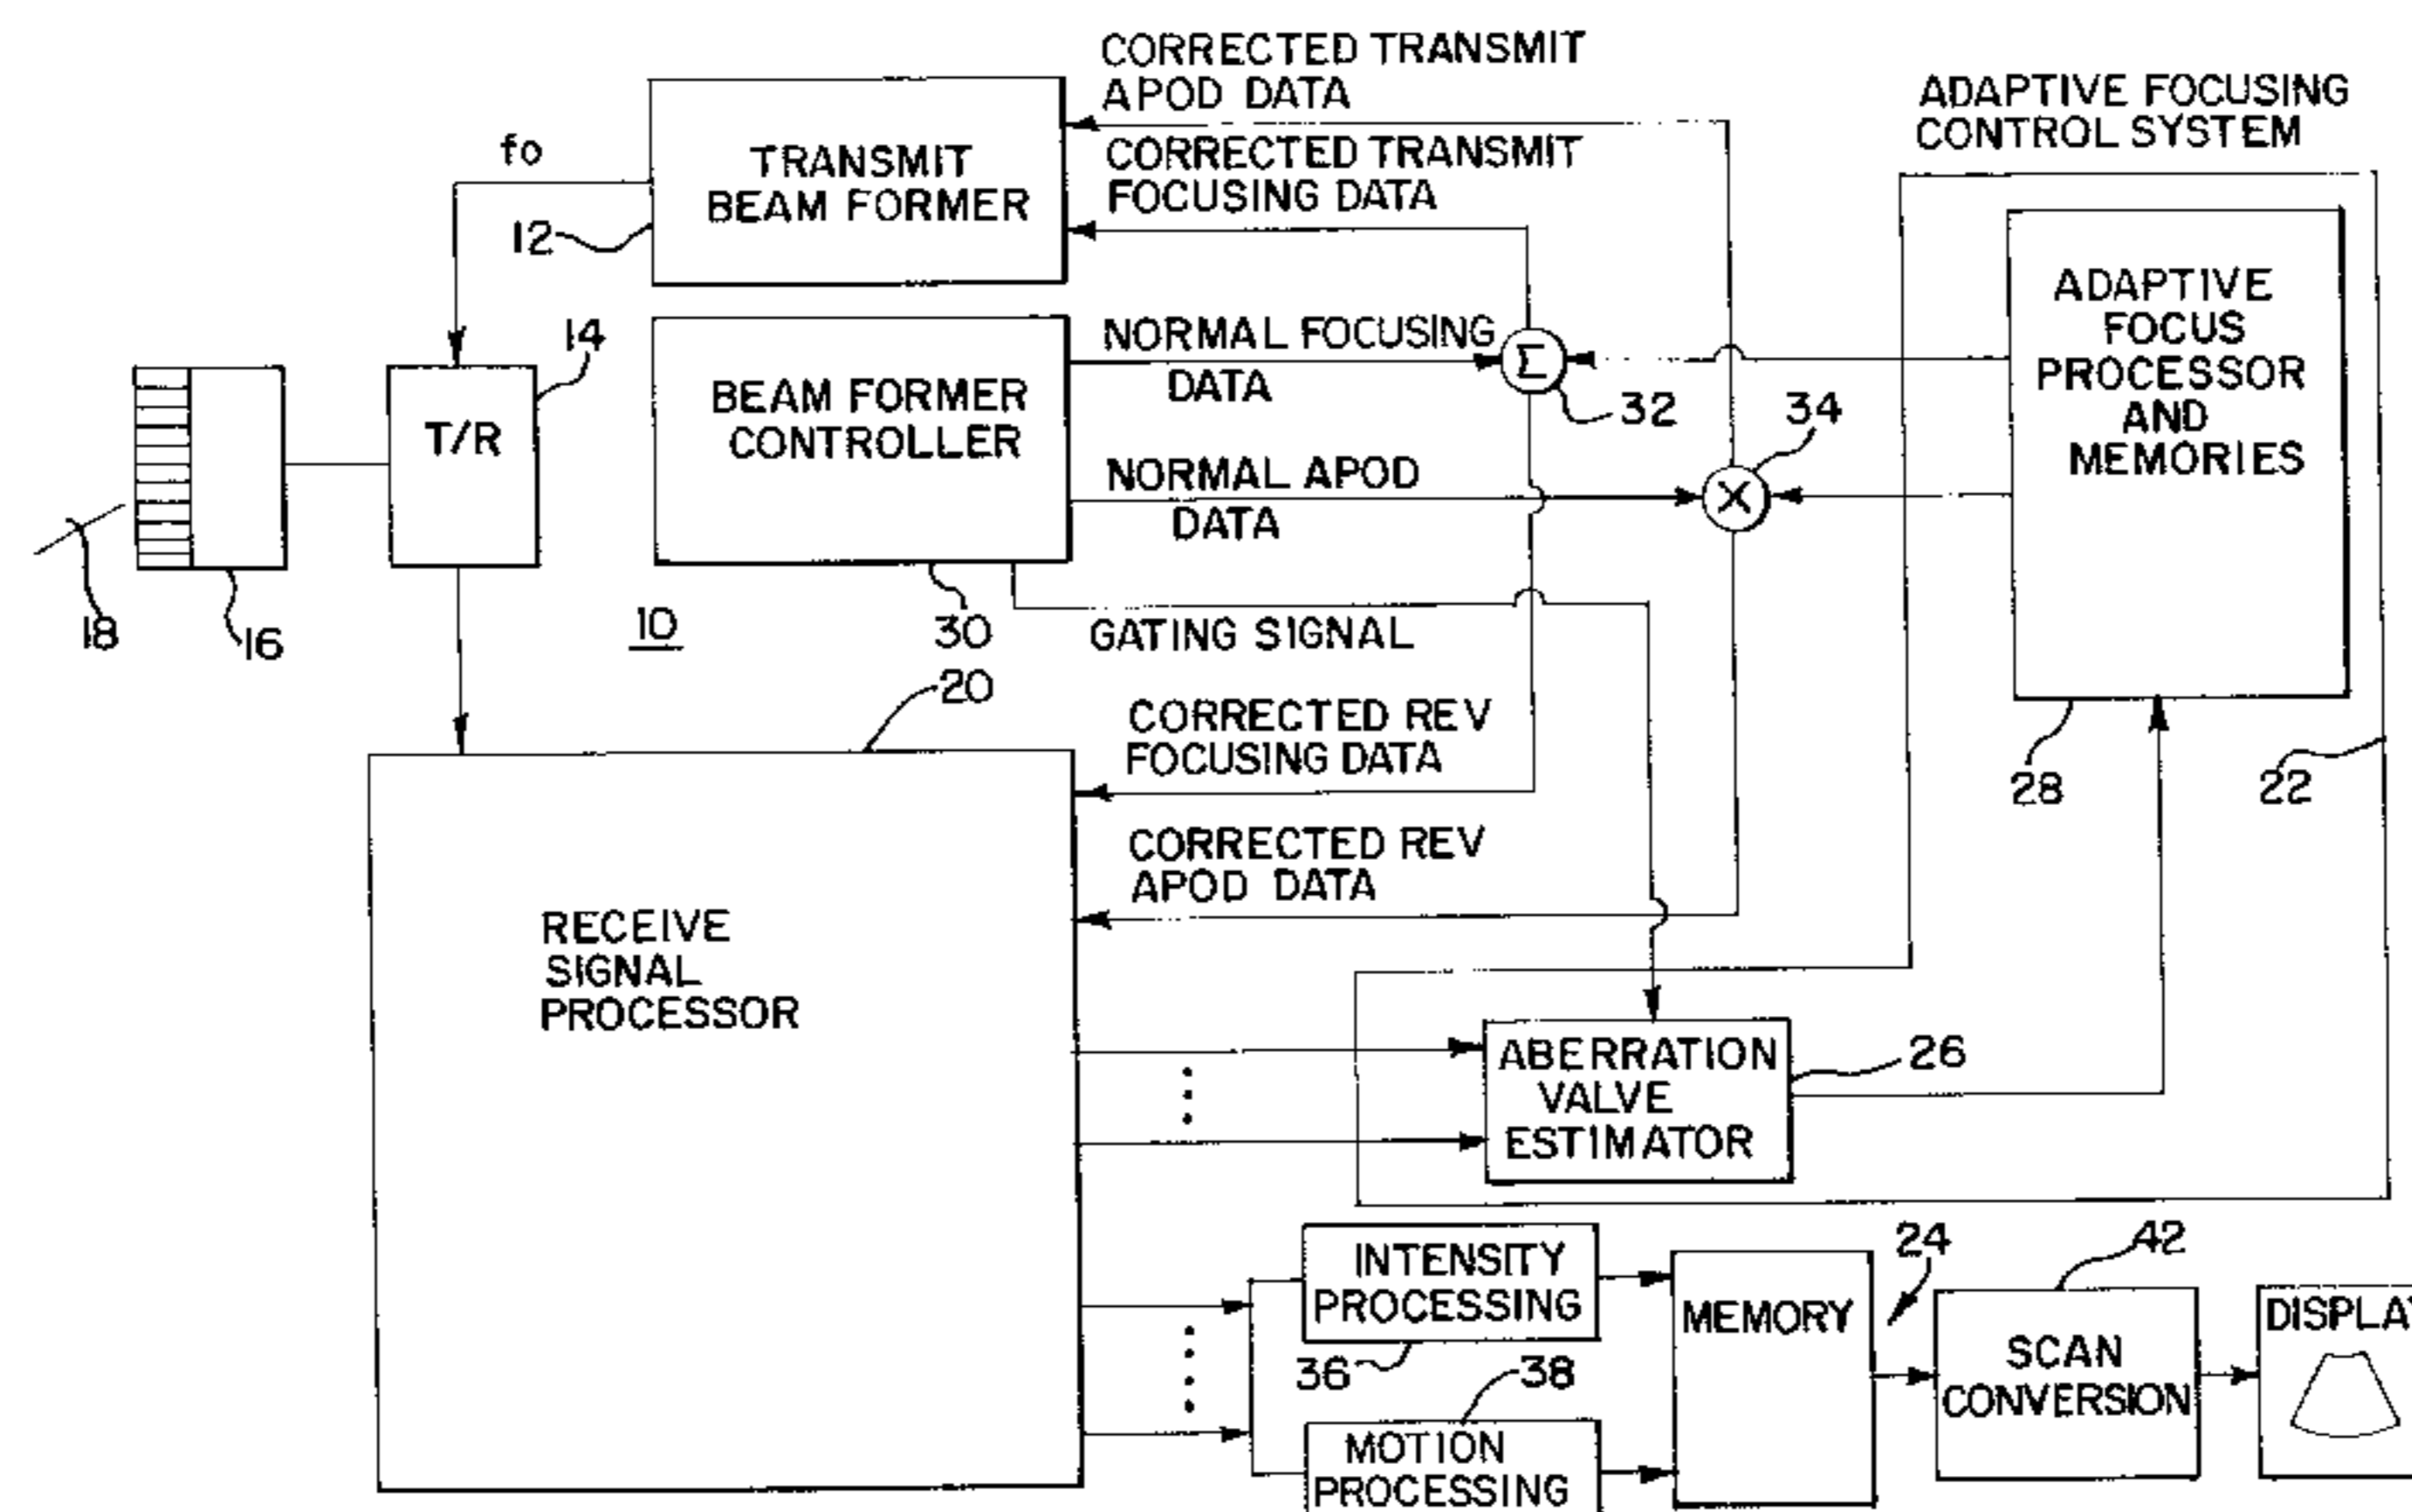 CORRECTED TRANSMIT
APOD DATA
ADAPTIVE FOCUSING
CONTROL SYSTEM
fo
TRANSMIT
BEAM FORMER
CORRECTED TRANSMIT
FOCUSING DATA
12
14
NORMAL FOCUSING
DATA
Σ
32
ADAPTIVE
FOCUS
PROCESSOR
AND
MEMORIES
BEAM FORMER
CONTROLLER
T/R
34
NORMAL APOD
DATA
X
18
16
10
30
GATING SIGNAL
20
CORRECTED REV
FOCUSING DATA
28
22
CORRECTED REV
APOD DATA
RECEIVE
SIGNAL
PROCESSOR
ABERRATION
VALVE
ESTIMATOR
26
INTENSITY
PROCESSING
36
38
MEMORY
24
42
SCAN
CONVERSION
DISPLAY
MOTION
PROCESSING